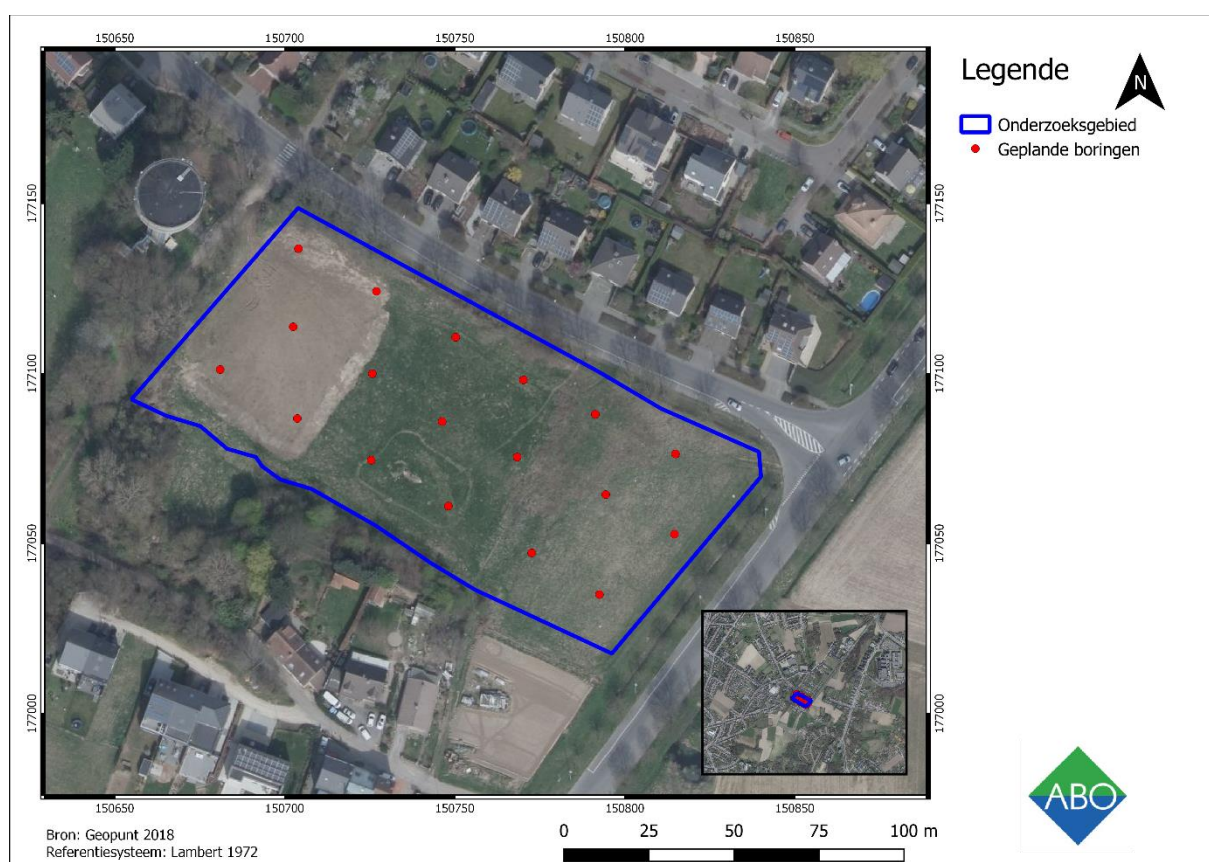 150650 150700 150750 150800 150850
Legende
N
Onderzoeksgebied
Geplande boringen
177150
177150
177100
177100
177050
177050
177000
177000
150650 150700 150750 150800 150850
ABO
Bron: Geopunt 2018
Referentiesysteem: Lambert 1972
0 25 50 75 100 m